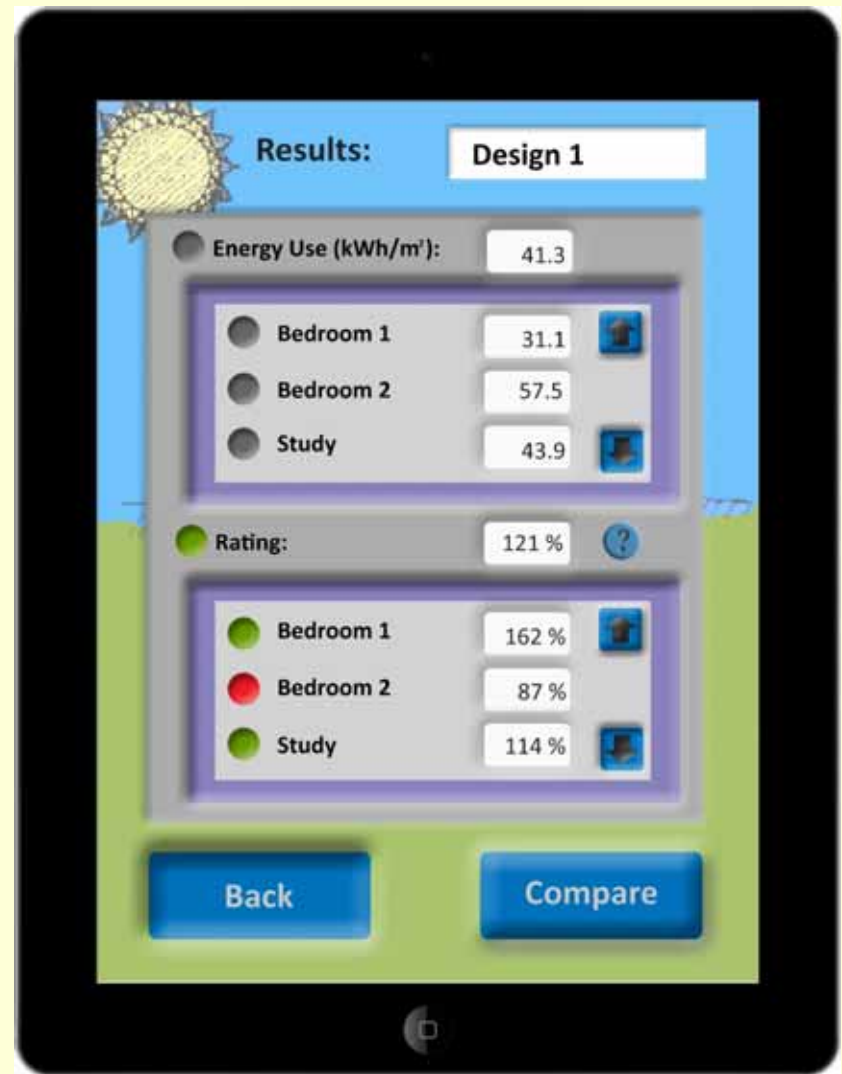 Results: Design 1
Energy Use (kWh/m²): 41.3
Bedroom 1 31.1
Bedroom 2 57.5
Study 43.9
Rating: 121 % ?
Bedroom 1 162 %
Bedroom 2 87 %
Study 114 %
Back Compare